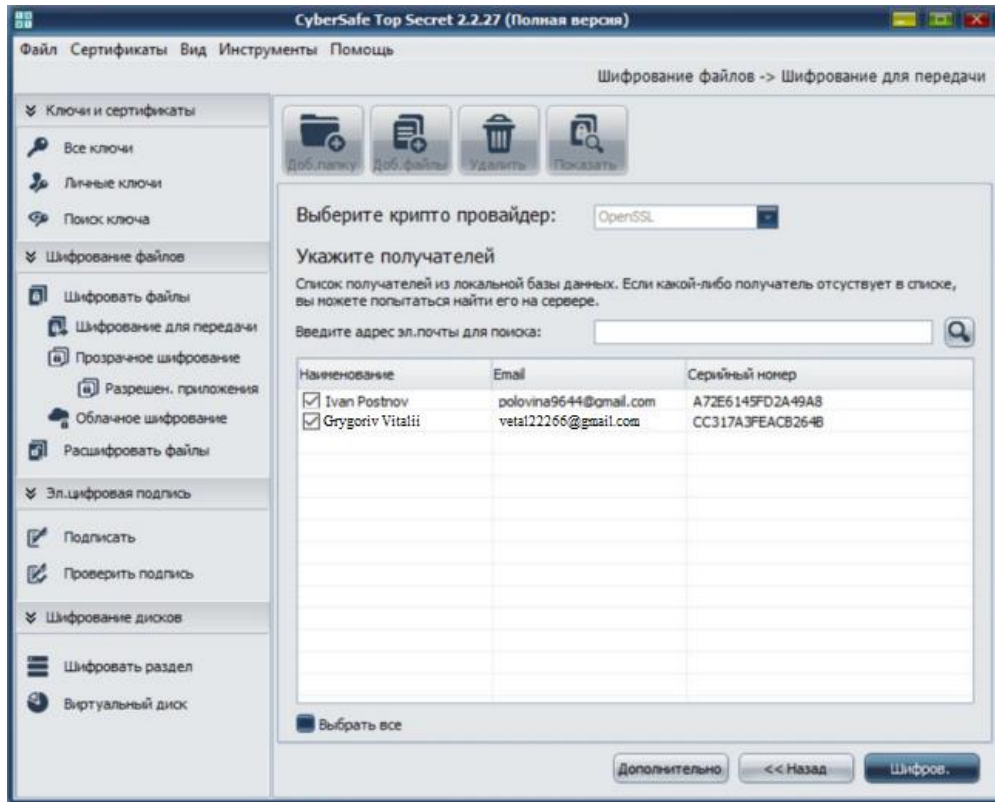 CyberSafe Top Secret 2.2.27 (Полная версия)
Файл Сертификаты Вид Инструменты Помощь
Шифрование файлов -> Шифрование для передачи
Ключи и сертификаты
Все ключи
Личные ключи
Поиск ключа
Шифрование файлов
Шифровать файлы
Шифрование для передачи
Прозрачное шифрование
Разрешен. приложения
Облачное шифрование
Расшифровать файлы
Эл.цифровая подпись
Подписать
Проверить подпись
Шифрование дисков
Шифровать раздел
Виртуальный диск
Доб.папку Доб.файлы Удалить Показать
Выберите крипто провайдер: OpenSSL
Укажите получателей
Список получателей из локальной базы данных. Если какой-либо получатель отсуствует в списке,
вы можете попытаться найти его на сервере.
Введите адрес эл.почты для поиска:
Наименование Email Серийный номер
Ivan Postnov polovina9644@gmail.com A72E6145FD2A49A8
Grygoriv Vitalii vetal22266@gmail.com CC317A3FEACB264B
Выбрать все
Дополнительно << Назад Шифров.